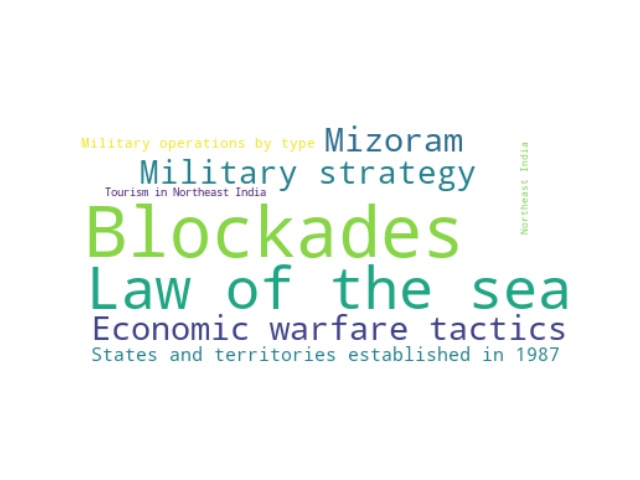 Military operations by type
Mizoram
Military strategy
Tourism in Northeast India
Northeast India
Blockades
Law of the sea
Economic warfare tactics
States and territories established in 1987